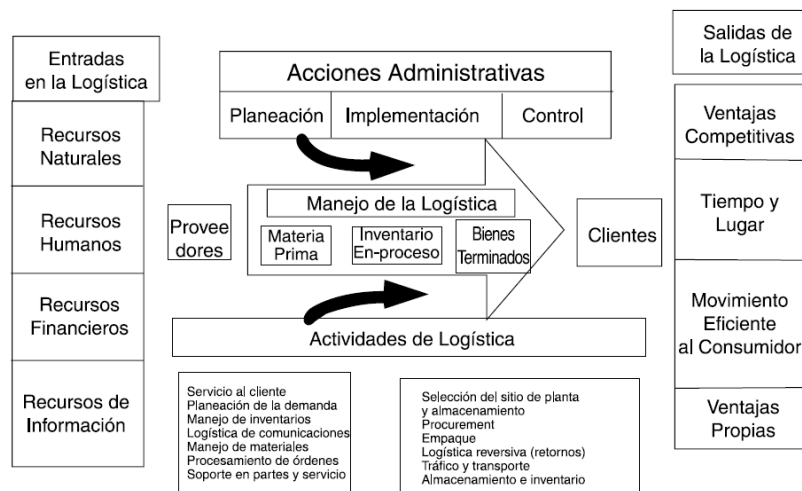 Entradas
en la Logística
Recursos
Naturales
Recursos
Humanos
Recursos
Financieros
Recursos de
Información
Acciones Administrativas
Planeación
Implementación
Control
Provee
dores
Manejo de la Logística
Materia
Prima
Inventario
En-proceso
Bienes
Terminados
Clientes
Actividades de Logística
Servicio al cliente
Planeación de la demanda
Manejo de inventarios
Logística de comunicaciones
Manejo de materiales
Procesamiento de órdenes
Soporte en partes y servicio
Selección del sitio de planta
y almacenamiento
Procurement
Empaque
Logística reversiva (retornos)
Tráfico y transporte
Almacenamiento e inventario
Salidas de
la Logística
Ventajas
Competitivas
Tiempo y
Lugar
Movimiento
Eficiente
al Consumidor
Ventajas
Propias